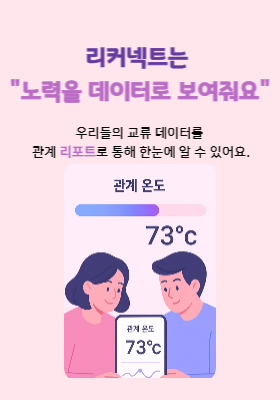 리커넥트는
"노력을 데이터로 보여줘요"
우리들의 교류 데이터를
관계 리포트로 통해 한눈에 알 수 있어요.
관계 온도
73°c
관계 온도
73°c